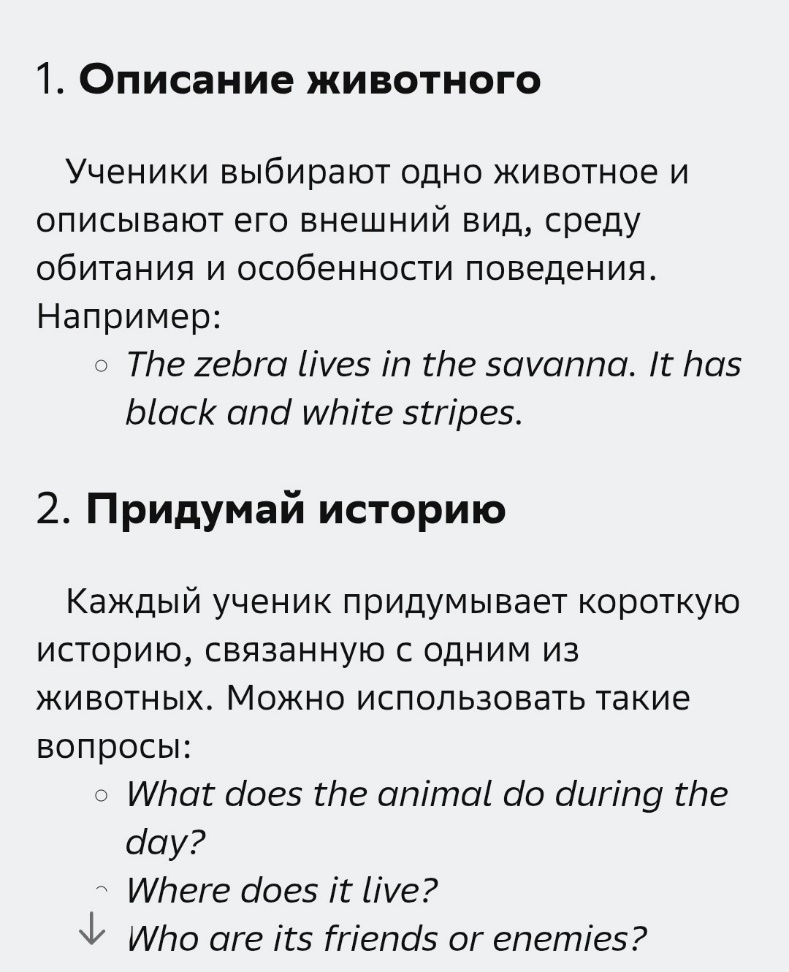 1. Описание животного
Ученики выбирают одно животное и
описывают его внешний вид, среду
обитания и особенности поведения.
Например:
The zebra lives in the savanna. It has
black and white stripes.
2. Придумай историю
Каждый ученик придумывает короткую
историю, связанную с одним из
животных. Можно использовать такие
вопросы:
What does the animal do during the
day?
Where does it live?
Who are its friends or enemies?